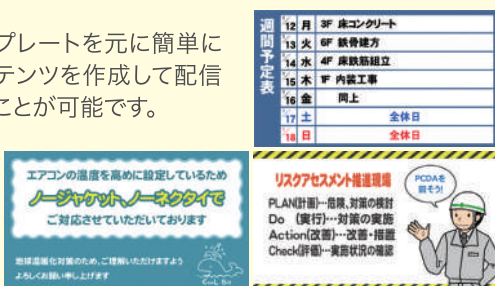 プレートを元に簡単に
テンツを作成して配信
ことが可能です。
週間予定表
12 月 3F 床コンクリート
13 火 6F 鉄骨建方
14 水 4F 床鉄筋組立
15 木 1F 内装工事
16 金 同上
17 土 全休日
18 日 全休日
エアコンの温度を高めに設定しているため
ノージャケット、ノーネクタイで
ご対応させていただいております
地球温暖化対策のため、ご理解いただけますよう
よろしくお願い申し上げます
リスクアセスメント推進現場
PLAN(計画)…危険、対策の検討
Do （実行)…対策の実施
Action(改善)…改善・措置
Check(評価)…実施状況の確認
PCDAを
回そう!